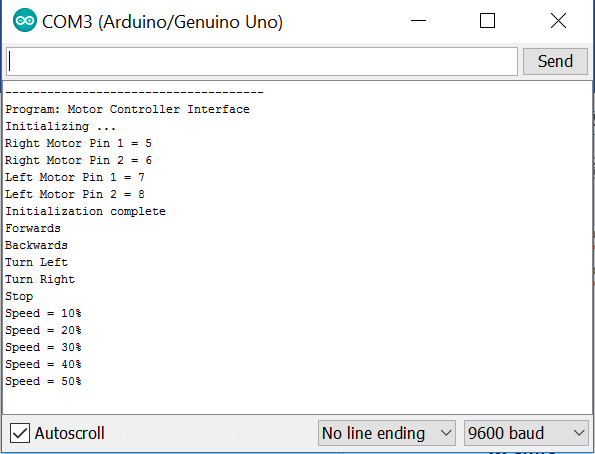 COM3 (Arduino/Genuino Uno)
Send
-------------------------------------
Program: Motor Controller Interface
Initializing ...
Right Motor Pin 1 = 5
Right Motor Pin 2 = 6
Left Motor Pin 1 = 7
Left Motor Pin 2 = 8
Initialization complete
Forwards
Backwards
Turn Left
Turn Right
Stop
Speed = 10%
Speed = 20%
Speed = 30%
Speed = 40%
Speed = 50%
Autoscroll
No line ending
9600 baud